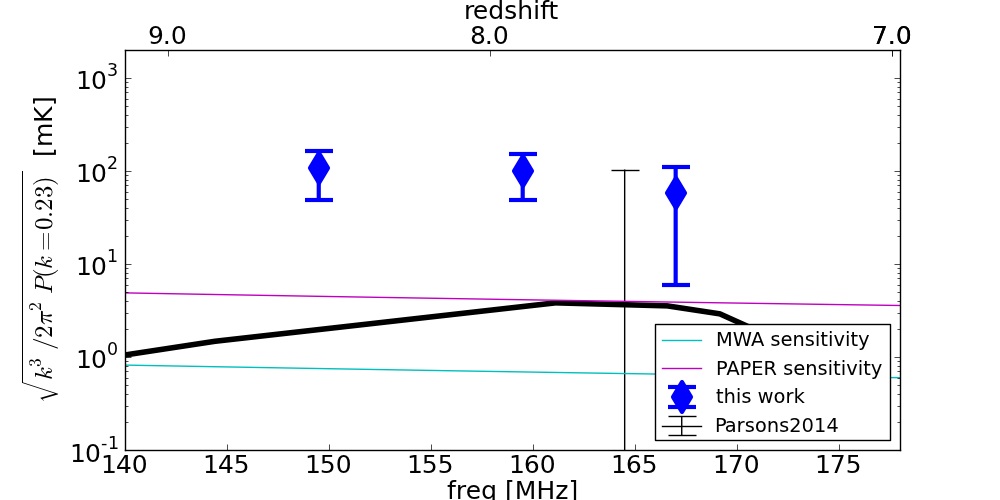 redshift
9.0 8.0 7.0
√k³/2π² P(k=0.23) [mK]
10³
10²
10¹
10⁰
10⁻¹
MWA sensitivity
PAPER sensitivity
this work
Parsons2014
140 145 150 155 160 165 170 175
freq [MHz]